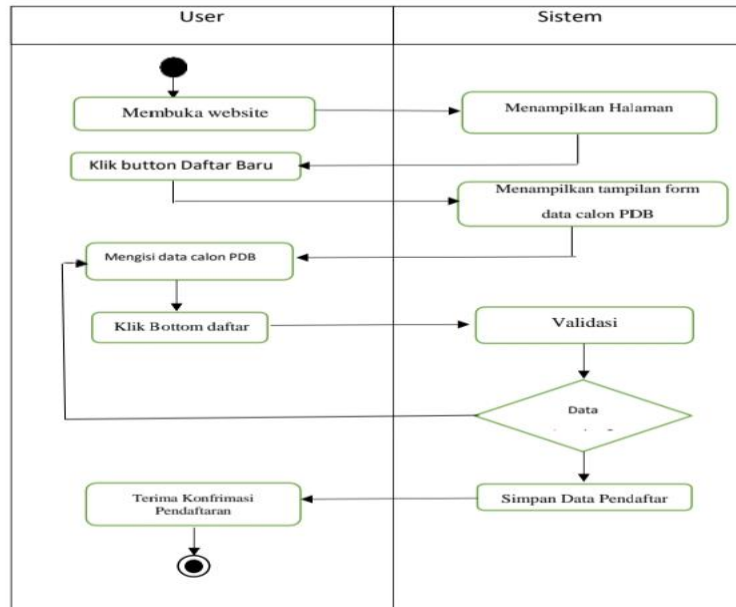 User
Sistem
Membuka website
Menampilkan Halaman
Klik button Daftar Baru
Menampilkan tampilan form
data calon PDB
Mengisi data calon PDB
Klik Bottom daftar
Validasi
Data
Terima Konfrimasi
Pendaftaran
Simpan Data Pendaftar